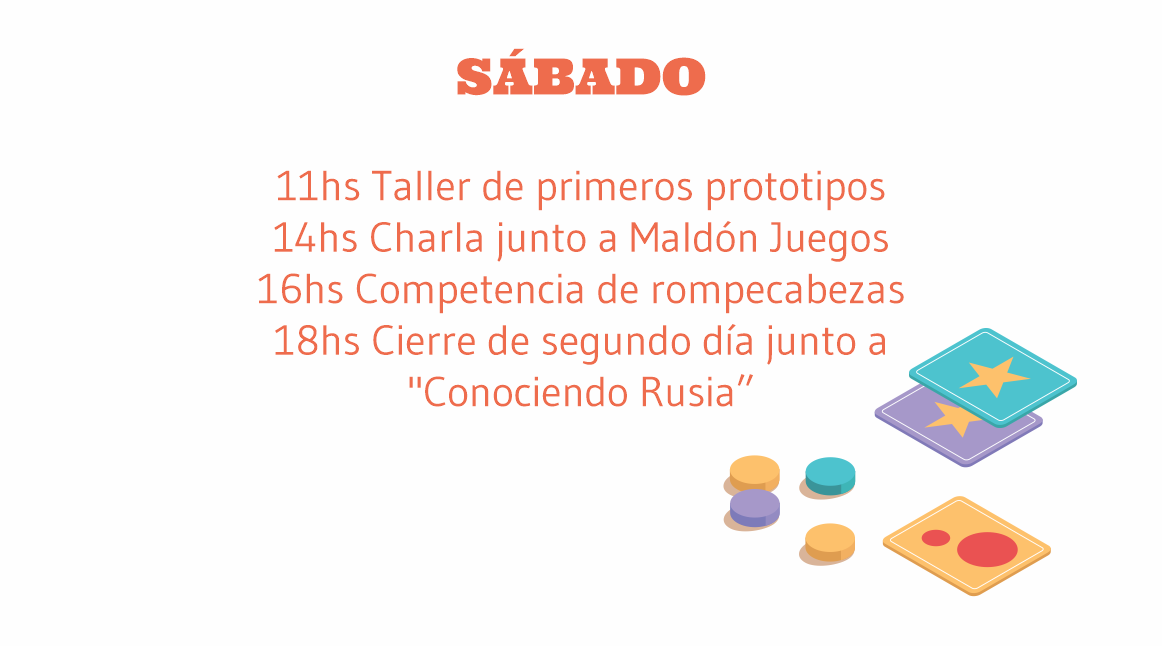 SÁBADO
11hs Taller de primeros prototipos
14hs Charla junto a Maldón Juegos
16hs Competencia de rompecabezas
18hs Cierre de segundo día junto a
"Conociendo Rusia”